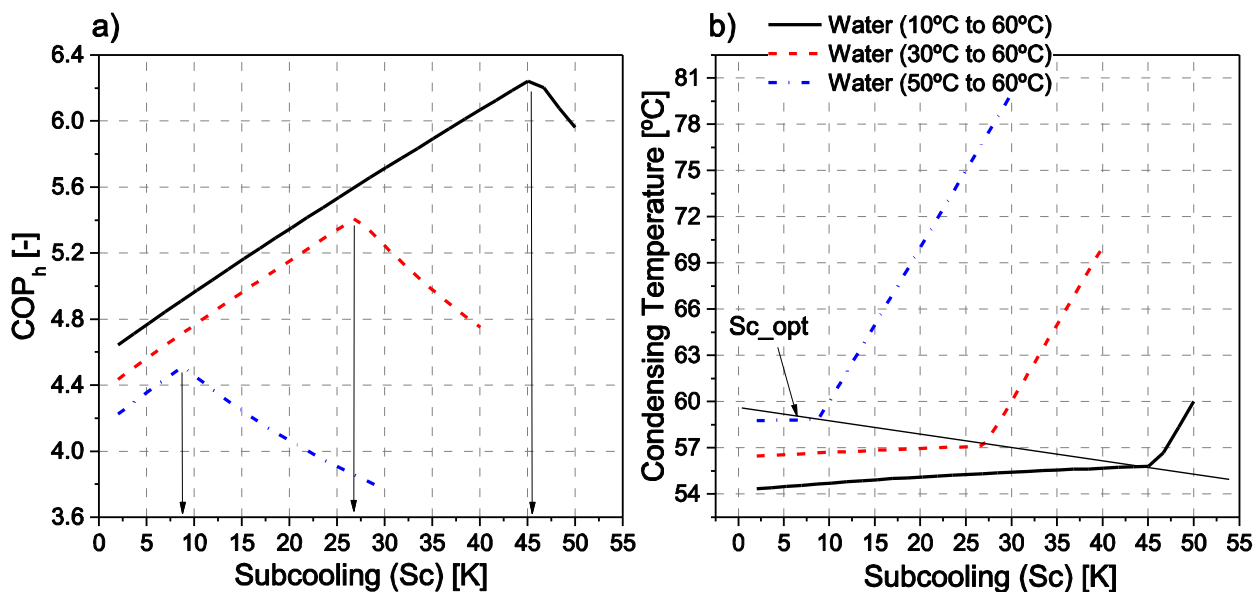 a)
6.4
6.0
5.6
5.2
4.8
4.4
4.0
3.6
COPh [-]
0 5 10 15 20 25 30 35 40 45 50 55
Subcooling (Sc) [K]
b)
Water (10ºC to 60ºC)
Water (30ºC to 60ºC)
Water (50ºC to 60ºC)
81
78
75
72
69
66
63
60
57
54
Condensing Temperature [ºC]
Sc_opt
0 5 10 15 20 25 30 35 40 45 50 55
Subcooling (Sc) [K]